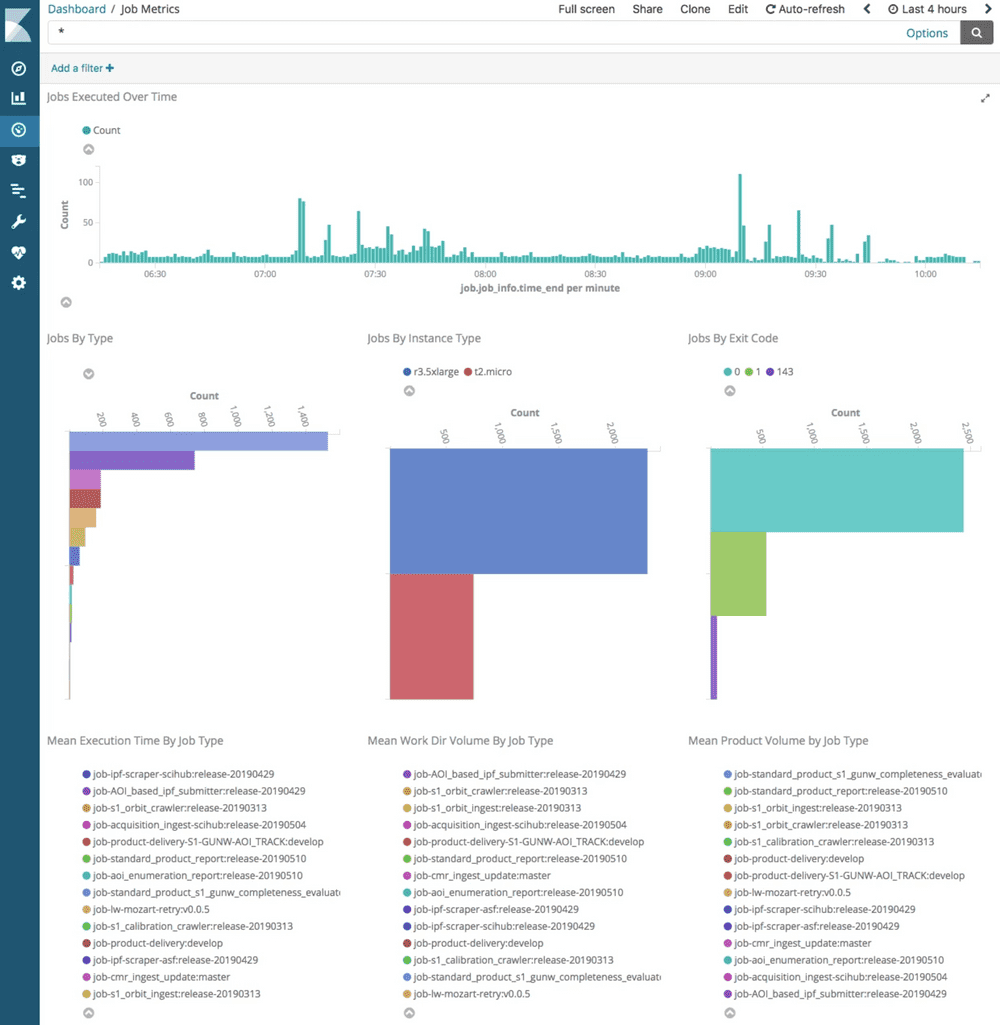 Dashboard / Job Metrics
Full screen Share Clone Edit Auto-refresh Last 4 hours
*
Options
Add a filter +
Jobs Executed Over Time
Count
100
50
0
Count
06:30 07:00 07:30 08:00 08:30 09:00 09:30 10:00
job.job_info.time_end per minute
Jobs By Type
Count
200 400 600 800 1,000 1,200 1,400
Jobs By Instance Type
r3.5xlarge t2.micro
Count
500 1,000 1,500 2,000
Jobs By Exit Code
0 1 143
Count
500 1,000 1,500 2,000 2,500
Mean Execution Time By Job Type
job-ipf-scraper-scihub:release-20190429
job-AOI_based_ipf_submitter:release-20190429
job-s1_orbit_crawler:release-20190313
job-acquisition_ingest-scihub:release-20190504
job-product-delivery-S1-GUNW-AOI_TRACK:develop
job-standard_product_report:release-20190510
job-aoi_enumeration_report:release-20190510
job-standard_product_s1_gunw_completeness_evaluat
job-lw-mozart-retry:v0.0.5
job-s1_calibration_crawler:release-20190313
job-product-delivery:develop
job-ipf-scraper-asf:release-20190429
job-cmr_ingest_update:master
job-s1_orbit_ingest:release-20190313
Mean Work Dir Volume By Job Type
job-AOI_based_ipf_submitter:release-20190429
job-s1_orbit_crawler:release-20190313
job-s1_orbit_ingest:release-20190313
job-acquisition_ingest-scihub:release-20190504
job-product-delivery-S1-GUNW-AOI_TRACK:develop
job-standard_product_report:release-20190510
job-cmr_ingest_update:master
job-aoi_enumeration_report:release-20190510
job-ipf-scraper-asf:release-20190429
job-ipf-scraper-scihub:release-20190429
job-product-delivery:develop
job-s1_calibration_crawler:release-20190313
job-standard_product_s1_gunw_completeness_evaluat
job-lw-mozart-retry:v0.0.5
Mean Product Volume by Job Type
job-standard_product_s1_gunw_completeness_evaluat
job-standard_product_report:release-20190510
job-s1_orbit_ingest:release-20190313
job-s1_orbit_crawler:release-20190313
job-s1_calibration_crawler:release-20190313
job-product-delivery:develop
job-product-delivery-S1-GUNW-AOI_TRACK:develop
job-lw-mozart-retry:v0.0.5
job-ipf-scraper-scihub:release-20190429
job-ipf-scraper-asf:release-20190429
job-cmr_ingest_update:master
job-aoi_enumeration_report:release-20190510
job-acquisition_ingest-scihub:release-20190504
job-AOI_based_ipf_submitter:release-20190429